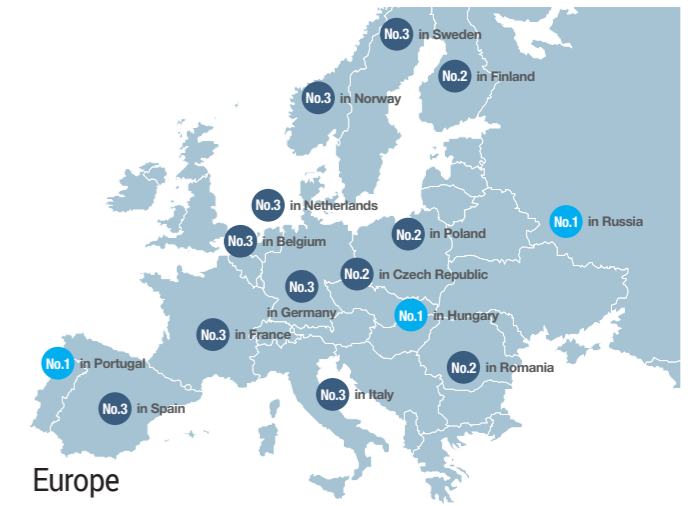 No.3 in Sweden
No.2 in Finland
No.3 in Norway
No.3 in Netherlands
No.1 in Russia
No.3 in Belgium
No.2 in Poland
No.2 in Czech Republic
No.3
in Germany
No.1 in Hungary
No.3 in France
No.1 in Portugal
No.2 in Romania
No.3 in Italy
No.3 in Spain
Europe